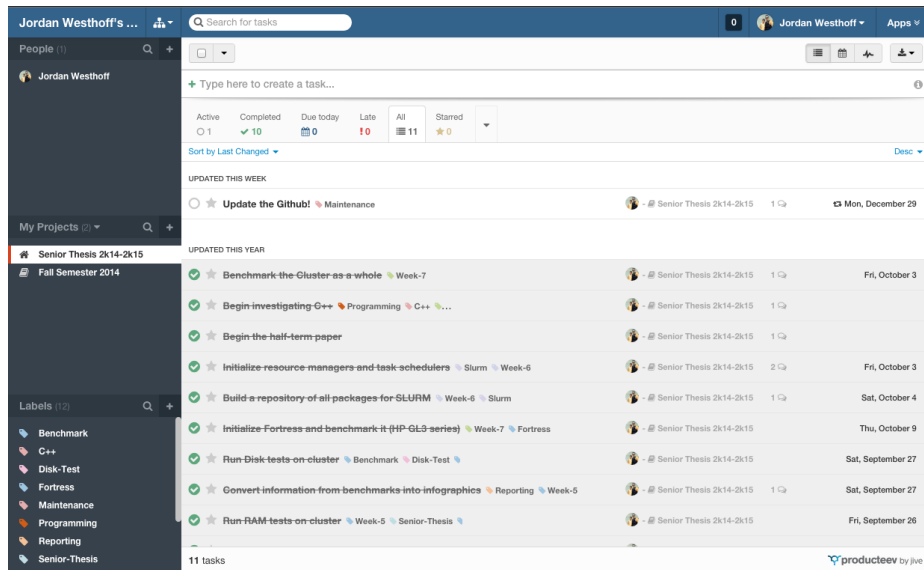 Jordan Westhoff's ...
Search for tasks
0
Jordan Westhoff
Apps
People (1)
Jordan Westhoff
+ Type here to create a task...
Active Completed Due today Late All Starred
1 10 0 0 11 0
Sort by Last Changed
Desc
UPDATED THIS WEEK
Update the Github! Maintenance - Senior Thesis 2k14-2k15 1 Mon, December 29
My Projects (2)
Senior Thesis 2k14-2k15
Fall Semester 2014
UPDATED THIS YEAR
Benchmark the Cluster as a whole Week-7 - Senior Thesis 2k14-2k15 1 Fri, October 3
Begin investigating C++ Programming C++ ... - Senior Thesis 2k14-2k15 1
Begin the half-term paper - Senior Thesis 2k14-2k15 1
Initialize resource managers and task schedulers Slurm Week-6 - Senior Thesis 2k14-2k15 2 Fri, October 3
Build a repository of all packages for SLURM Week-6 Slurm - Senior Thesis 2k14-2k15 1 Sat, October 4
Initialize Fortress and benchmark it (HP GL3 series) Week-7 Fortress - Senior Thesis 2k14-2k15 Thu, October 9
Run Disk tests on cluster Benchmark Disk-Test - Senior Thesis 2k14-2k15 Sat, September 27
Convert information from benchmarks into infographics Reporting Week-5 - Senior Thesis 2k14-2k15 1 Sat, September 27
Run RAM tests on cluster Week-5 Senior-Thesis - Senior Thesis 2k14-2k15 Fri, September 26
Labels (12)
Benchmark
C++
Disk-Test
Fortress
Maintenance
Programming
Reporting
Senior-Thesis
11 tasks
producteev by jive